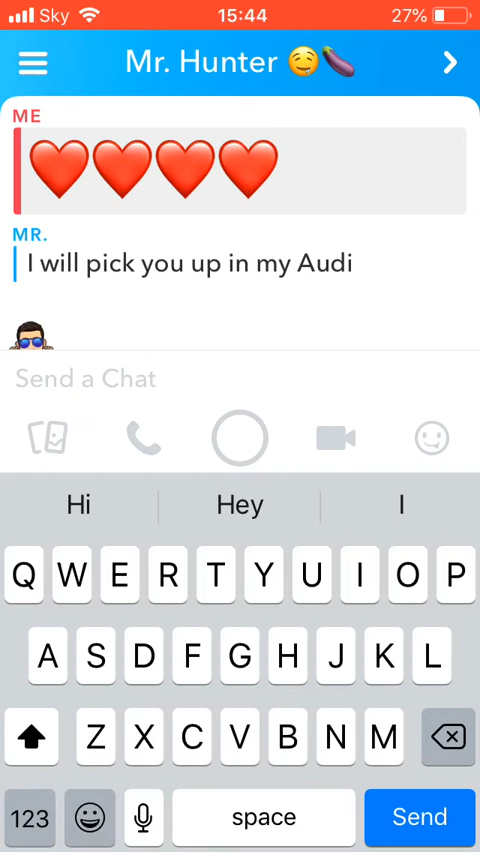 Sky 15:44 27%
Mr. Hunter 🤤🍆
ME
❤️❤️❤️❤️
MR.
I will pick you up in my Audi
Send a Chat
Hi Hey I
Q W E R T Y U I O P
A S D F G H J K L
Z X C V B N M
123 space Send